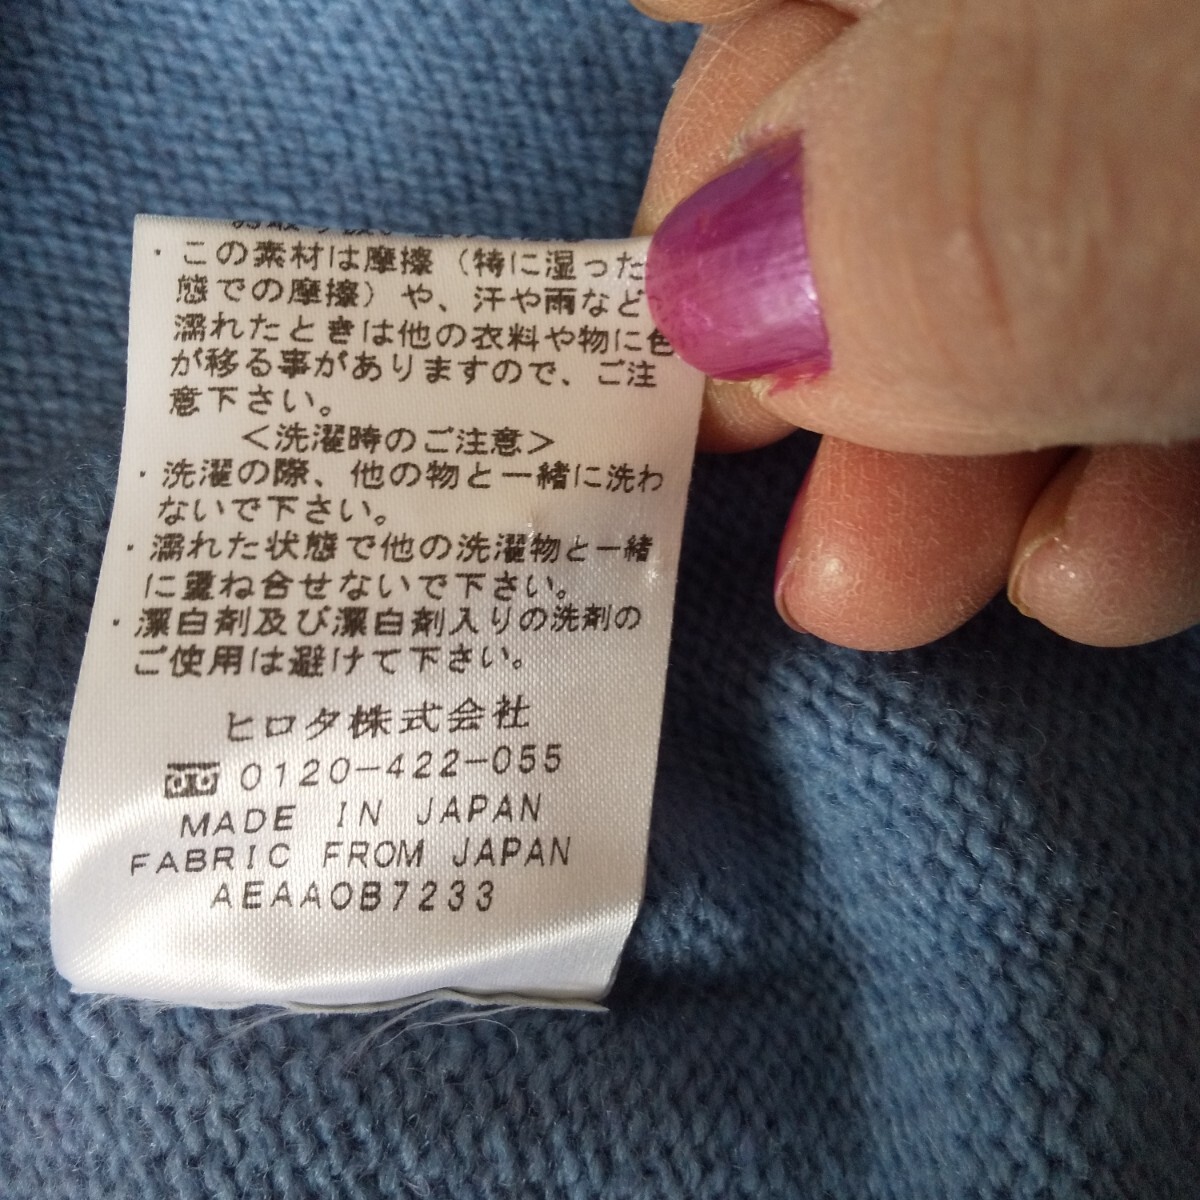 ・この素材は摩擦（特に湿った
態での摩擦）や、汗や雨など
濡れたときは他の衣料や物に色
が移る事がありますので、ご注
意下さい。
＜洗濯時のご注意＞
・洗濯の際、他の物と一緒に洗わ
ないで下さい。
・濡れた状態で他の洗濯物と一緒
に重ね合せないで下さい。
・漂白剤及び漂白剤入りの洗剤の
ご使用は避けて下さい。
ヒロタ株式会社
0120-422-055
MADE IN JAPAN
FABRIC FROM JAPAN
AEAA0B7233